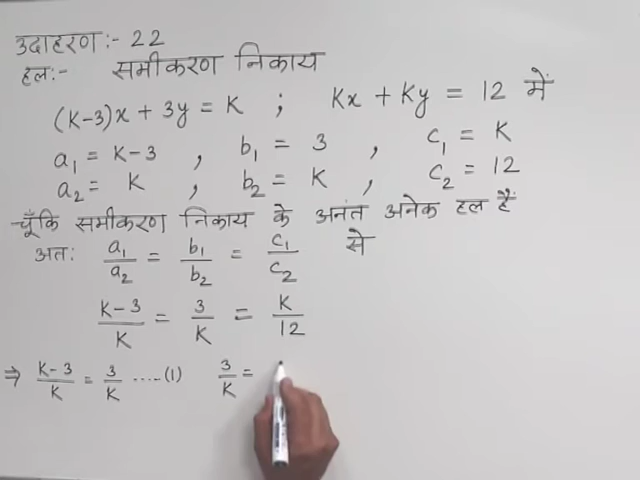 उदाहरण:- 22
हल:- समीकरण निकाय
(K-3)x + 3y = K ; Kx + Ky = 12 में
a₁ = K-3 , b₁ = 3 , c₁ = K
a₂ = K , b₂ = K , c₂ = 12
चूँकि समीकरण निकाय के अनंत अनेक हल हैं
अतः a₁/a₂ = b₁/b₂ = c₁/c₂ से
K-3/K = 3/K = K/12
⇒ K-3/K = 3/K ....(1) 3/K =